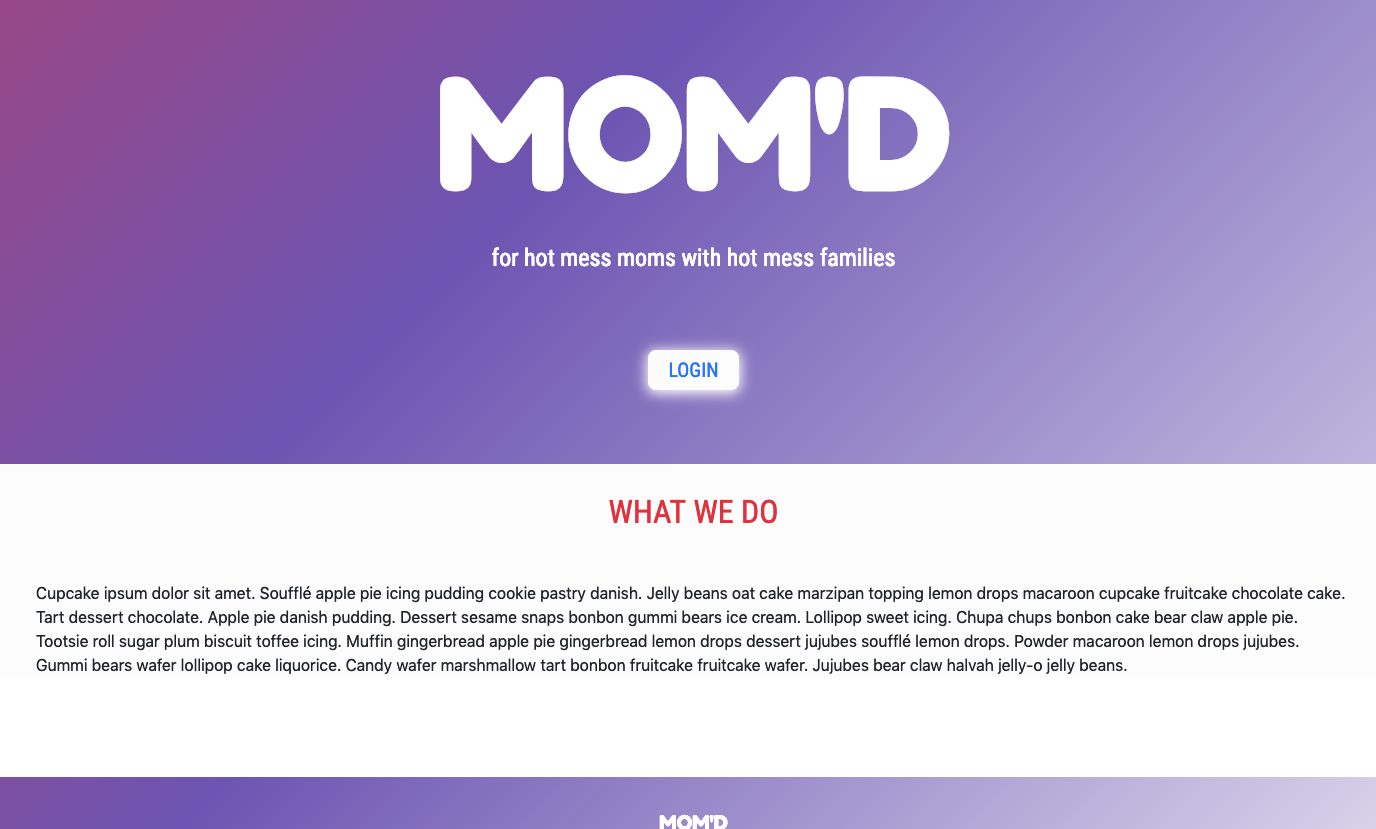 MOM'D
for hot mess moms with hot mess families
LOGIN
WHAT WE DO
Cupcake ipsum dolor sit amet. Soufflé apple pie icing pudding cookie pastry danish. Jelly beans oat cake marzipan topping lemon drops macaroon cupcake fruitcake chocolate cake.
Tart dessert chocolate. Apple pie danish pudding. Dessert sesame snaps bonbon gummi bears ice cream. Lollipop sweet icing. Chupa chups bonbon cake bear claw apple pie.
Tootsie roll sugar plum biscuit toffee icing. Muffin gingerbread apple pie gingerbread lemon drops dessert jujubes soufflé lemon drops. Powder macaroon lemon drops jujubes.
Gummi bears wafer lollipop cake liquorice. Candy wafer marshmallow tart bonbon fruitcake fruitcake wafer. Jujubes bear claw halvah jelly-o jelly beans.
MOM'D